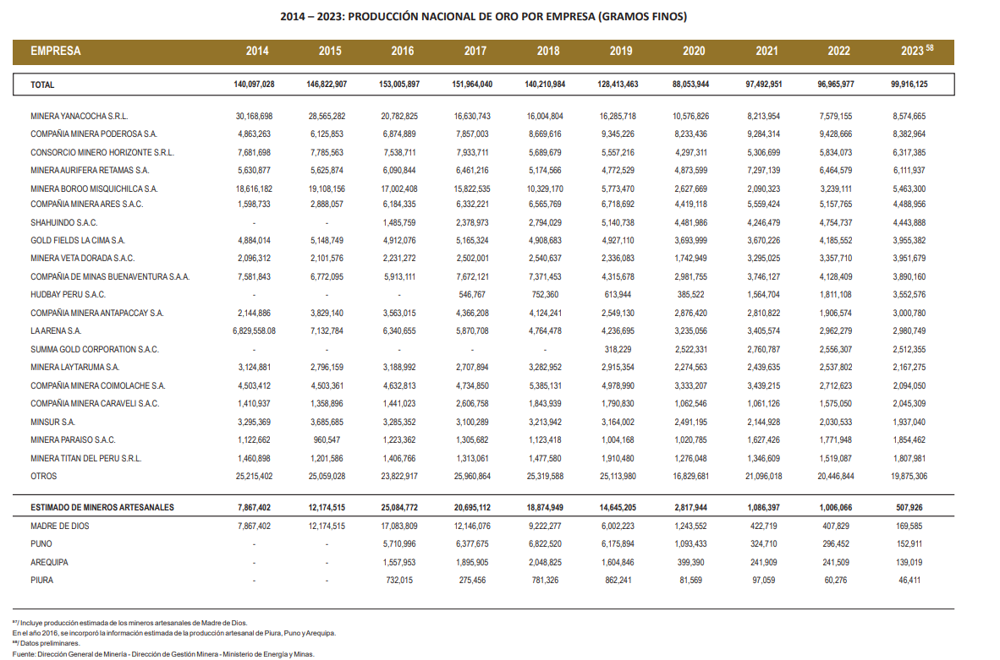 2014 – 2023: PRODUCCIÓN NACIONAL DE ORO POR EMPRESA (GRAMOS FINOS)
EMPRESA 2014 2015 2016 2017 2018 2019 2020 2021 2022 2023 58
TOTAL 140,097,028 146,822,907 153,005,897 151,964,040 140,210,984 128,413,463 88,053,944 97,492,951 96,965,977 99,916,125
MINERA YANACOCHA S.R.L. 30,168,698 28,565,282 20,782,825 16,630,743 16,004,804 16,285,718 10,576,826 8,213,954 7,579,155 8,574,665
COMPAÑIA MINERA PODEROSA S.A. 4,863,263 6,125,853 6,874,889 7,857,003 8,669,616 9,345,226 8,233,436 9,284,314 9,428,666 8,382,964
CONSORCIO MINERO HORIZONTE S.R.L. 7,681,698 7,785,563 7,538,711 7,933,711 5,689,679 5,557,216 4,297,311 5,306,699 5,834,073 6,317,385
MINERA AURIFERA RETAMAS S.A. 5,630,877 5,625,874 6,090,844 6,461,216 5,174,566 4,772,529 4,873,599 7,297,139 6,464,579 6,111,937
MINERA BOROO MISQUICHILCA S.A. 18,616,182 19,108,156 17,002,408 15,822,535 10,329,170 5,773,470 2,627,669 2,090,323 3,239,111 5,463,300
COMPAÑIA MINERA ARES S.A.C. 1,598,733 2,888,057 6,184,335 6,332,221 6,565,769 6,718,692 4,419,118 5,559,424 5,157,765 4,488,956
SHAHUINDO S.A.C. - - 1,485,759 2,378,973 2,794,029 5,140,738 4,481,986 4,246,479 4,754,737 4,443,888
GOLD FIELDS LA CIMA S.A. 4,884,014 5,148,749 4,912,076 5,165,324 4,908,683 4,927,110 3,693,999 3,670,226 4,185,552 3,955,382
MINERA VETA DORADA S.A.C. 2,096,312 2,101,576 2,231,272 2,502,001 2,540,637 2,336,083 1,742,949 3,295,025 3,357,710 3,951,679
COMPAÑIA DE MINAS BUENAVENTURA S.A.A. 7,581,843 6,772,095 5,913,111 7,672,121 7,371,453 4,315,678 2,981,755 3,746,127 4,128,409 3,890,160
HUDBAY PERU S.A.C. - - - 546,767 752,360 613,944 385,522 1,564,704 1,811,108 3,552,576
COMPAÑIA MINERA ANTAPACCAY S.A. 2,144,886 3,829,140 3,563,015 4,366,208 4,124,241 2,549,130 2,876,420 2,810,822 1,906,574 3,000,780
LA ARENA S.A. 6,829,558.08 7,132,784 6,340,655 5,870,708 4,764,478 4,236,695 3,235,056 3,405,574 2,962,279 2,980,749
SUMMA GOLD CORPORATION S.A.C. - - - - - 318,229 2,522,331 2,760,787 2,556,307 2,512,355
MINERA LAYTARUMA S.A. 3,124,881 2,796,159 3,188,992 2,707,894 3,282,952 2,915,354 2,274,563 2,439,635 2,537,802 2,167,275
COMPAÑIA MINERA COIMOLACHE S.A. 4,503,412 4,503,361 4,632,813 4,734,850 5,385,131 4,978,990 3,333,207 3,439,215 2,712,623 2,094,050
COMPAÑIA MINERA CARAVELI S.A.C. 1,410,937 1,358,896 1,441,023 2,606,758 1,843,939 1,790,830 1,062,546 1,061,126 1,575,050 2,045,309
MINSUR S.A. 3,295,369 3,685,685 3,285,352 3,100,289 3,213,942 3,164,002 2,491,195 2,144,928 2,030,533 1,937,040
MINERA PARAISO S.A.C. 1,122,662 960,547 1,223,362 1,305,682 1,123,418 1,004,168 1,020,785 1,627,426 1,771,948 1,854,462
MINERA TITAN DEL PERU S.R.L. 1,460,898 1,201,586 1,406,766 1,313,061 1,477,580 1,910,480 1,276,048 1,346,609 1,519,087 1,807,981
OTROS 25,215,402 25,059,028 23,822,917 25,960,864 25,319,588 25,113,980 16,829,681 21,096,018 20,446,844 19,875,306
ESTIMADO DE MINEROS ARTESANALES 7,867,402 12,174,515 25,084,772 20,695,112 18,874,949 14,645,205 2,817,944 1,086,397 1,006,066 507,926
MADRE DE DIOS 7,867,402 12,174,515 17,083,809 12,146,076 9,222,277 6,002,223 1,243,552 422,719 407,829 169,585
PUNO - - 5,710,996 6,377,675 6,822,520 6,175,894 1,093,433 324,710 296,452 152,911
AREQUIPA - - 1,557,953 1,895,905 2,048,825 1,604,846 399,390 241,909 241,509 139,019
PIURA - - 732,015 275,456 781,326 862,241 81,569 97,059 60,276 46,411
57/ Incluye producción estimada de los mineros artesanales de Madre de Dios.
En el año 2016, se incorporó la información estimada de la producción artesanal de Piura, Puno y Arequipa.
58/ Datos preliminares.
Fuente: Dirección General de Minería - Dirección de Gestión Minera - Ministerio de Energía y Minas.